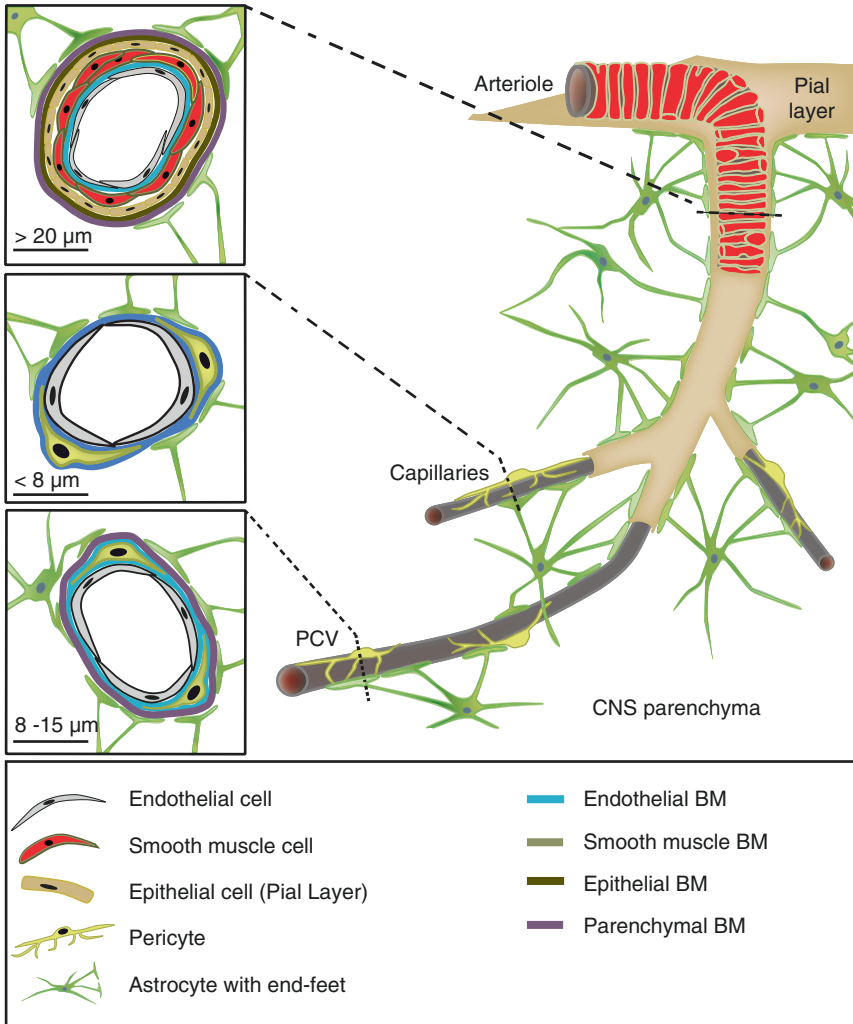 Arteriole
Pial
layer
> 20 µm
Capillaries
< 8 µm
PCV
8 -15 µm
CNS parenchyma
Endothelial cell
Smooth muscle cell
Epithelial cell (Pial Layer)
Pericyte
Astrocyte with end-feet
Endothelial BM
Smooth muscle BM
Epithelial BM
Parenchymal BM